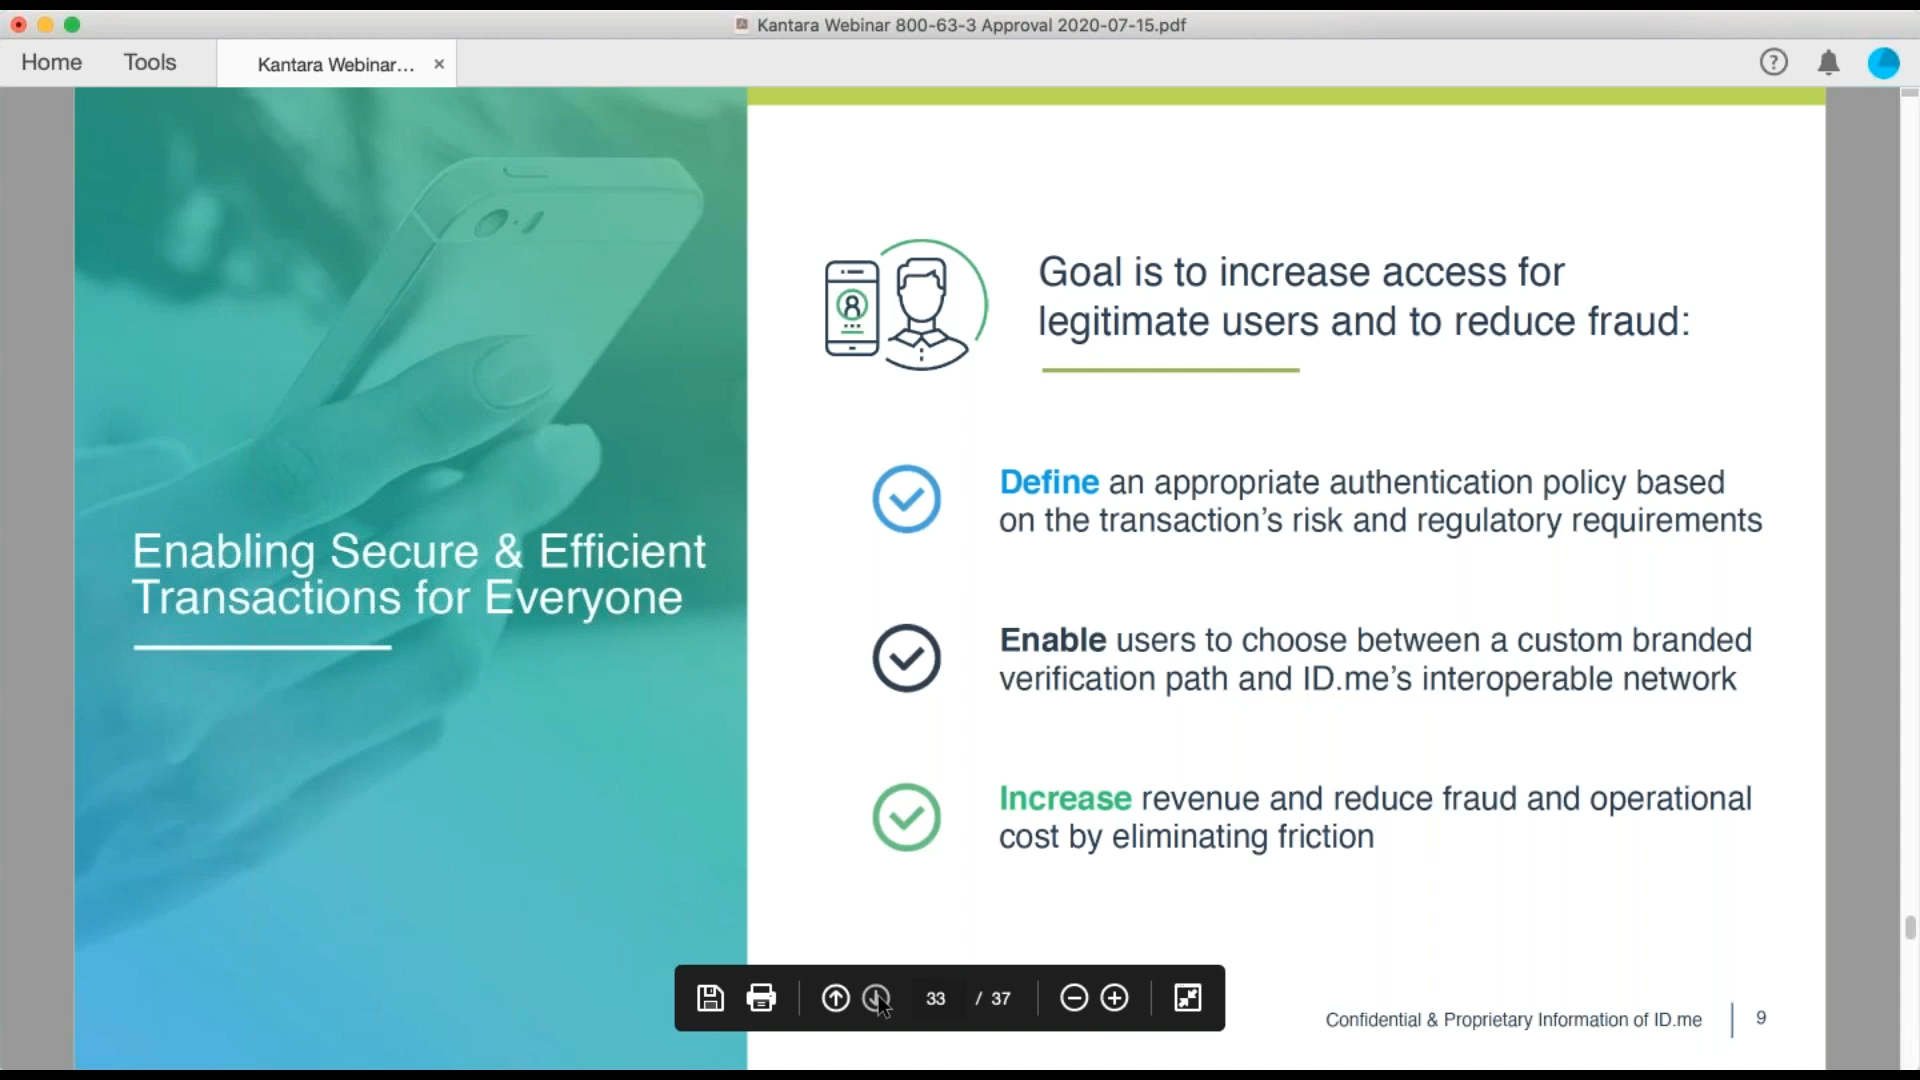 Kantara Webinar 800-63-3 Approval 2020-07-15.pdf
Home
Tools
Kantara Webinar...
Enabling Secure & Efficient
Transactions for Everyone
Goal is to increase access for
legitimate users and to reduce fraud:
Define an appropriate authentication policy based
on the transaction's risk and regulatory requirements
Enable users to choose between a custom branded
verification path and ID.me's interoperable network
Increase revenue and reduce fraud and operational
cost by eliminating friction
33 / 37
Confidential & Proprietary Information of ID.me
9